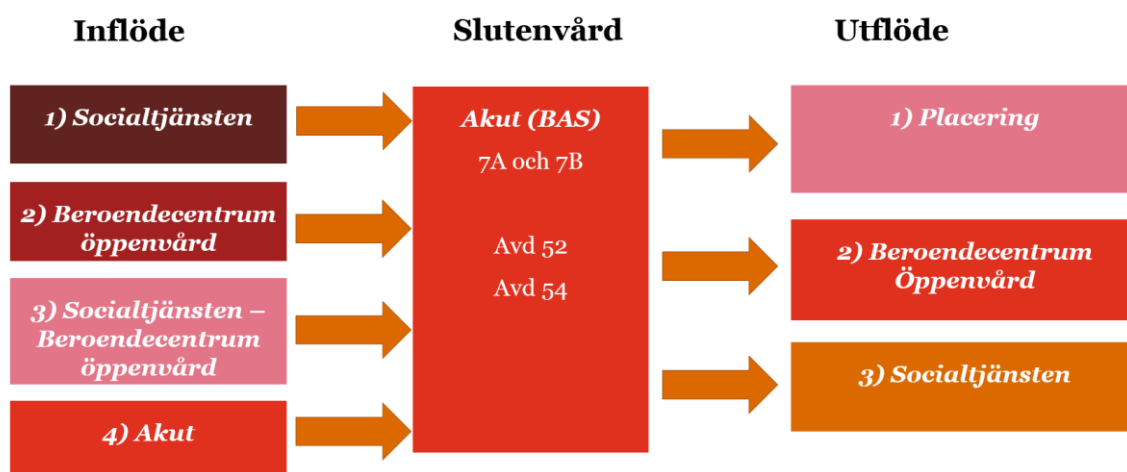 Inflöde
Slutenvård
Utflöde
1) Socialtjänsten
2) Beroendecentrum
öppenvård
3) Socialtjänsten –
Beroendecentrum
öppenvård
4) Akut
Akut (BAS)
7A och 7B
Avd 52
Avd 54
1) Placering
2) Beroendecentrum
Öppenvård
3) Socialtjänsten